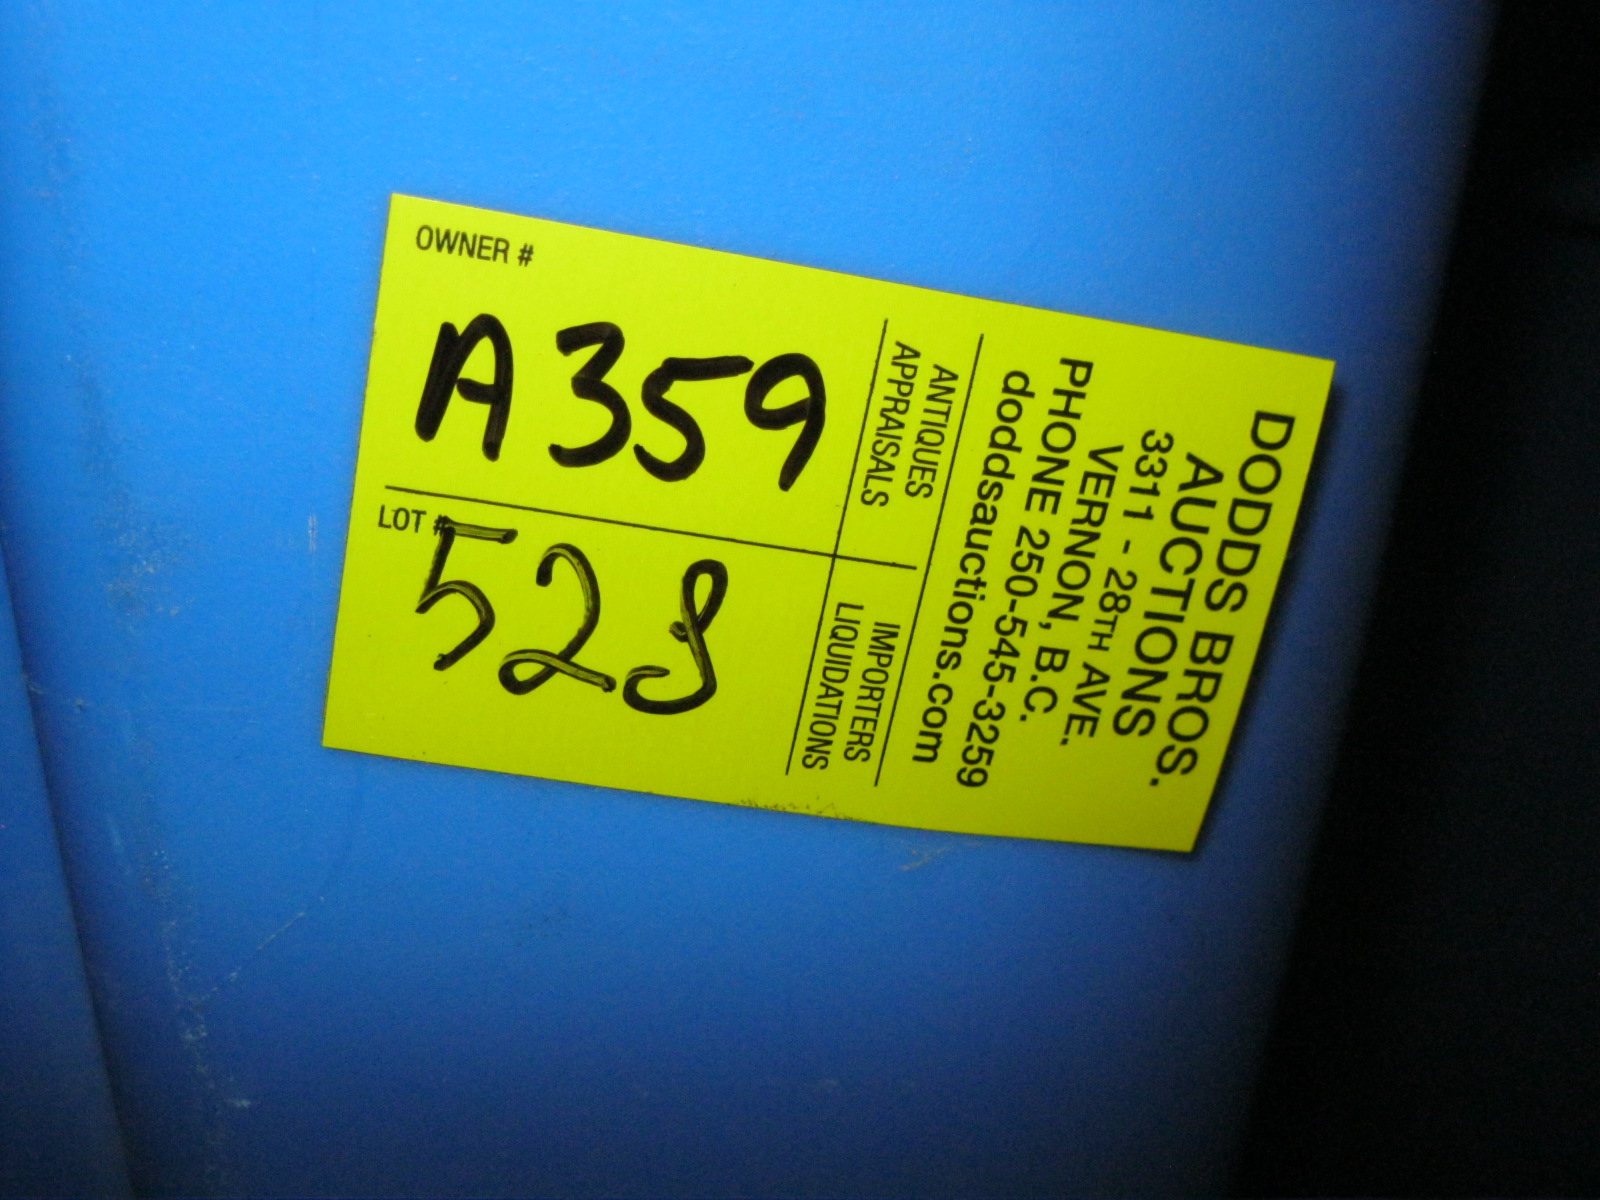 OWNER #
A359
LOT #
528
ANTIQUES
APPRAISALS
IMPORTERS
LIQUIDATIONS
DODDS BROS.
AUCTIONS
3311 - 28TH AVE.
VERNON, B.C.
PHONE 250-545-3259
doddsauctions.com